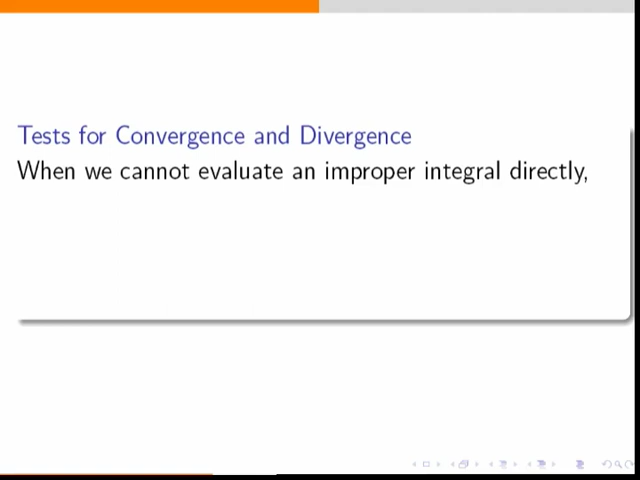 Tests for Convergence and Divergence
When we cannot evaluate an improper integral directly,